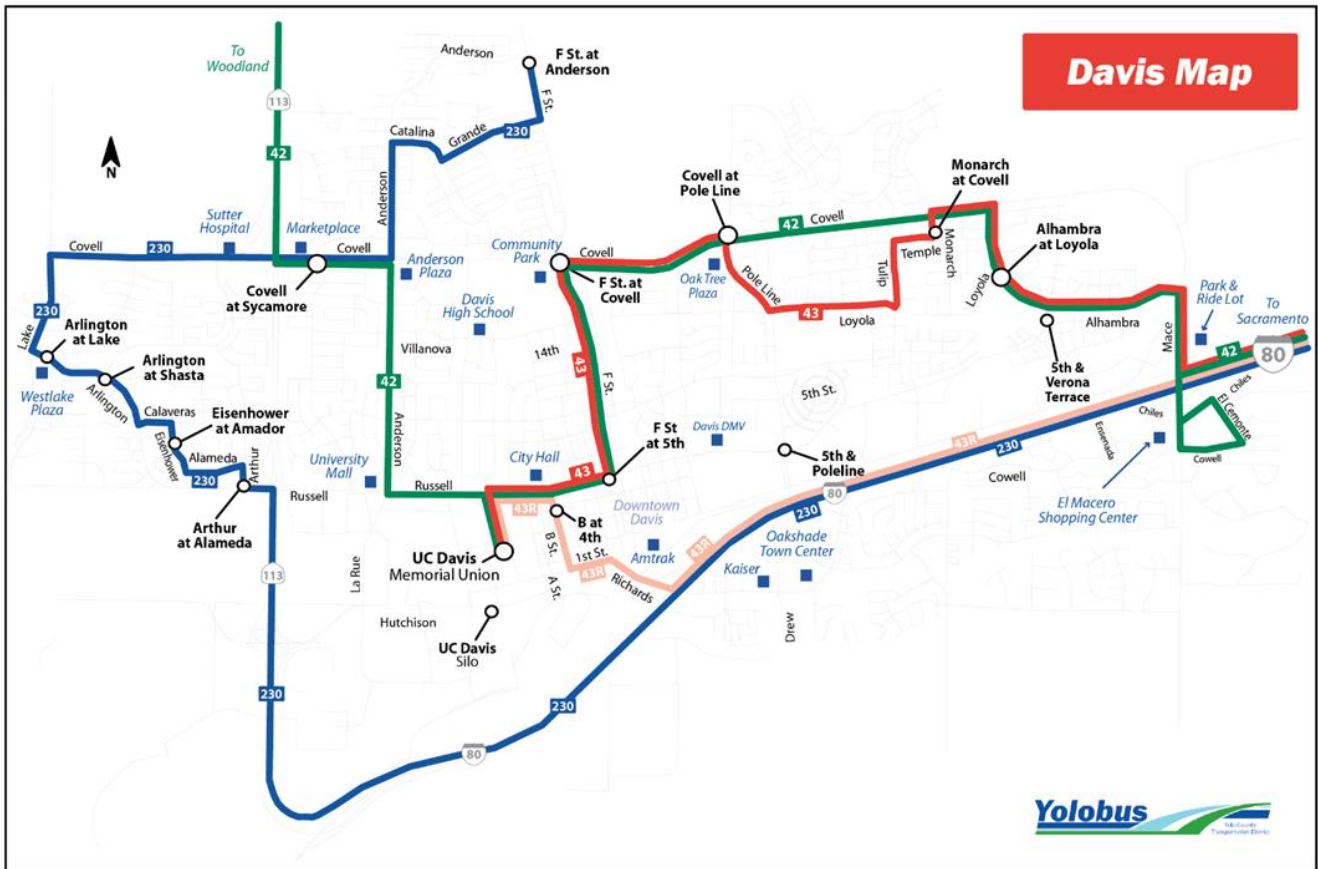 Davis Map
To
Woodland
113
42
N
Anderson
F St. at
Anderson
F St.
230
Catalina
Grande
Anderson
Sutter
Hospital
Marketplace
Covell
230
Covell
Covell
at Sycamore
Anderson
Plaza
Community
Park
Covell
F St. at
Covell
Davis
High School
Covell at
Pole Line
42
Covell
Oak Tree
Plaza
Pole Line
43
Loyola
Tulip
Temple
Monarch
Monarch
at Covell
Alhambra
at Loyola
Loyola
Alhambra
5th &
Verona
Terrace
Mace
Park &
Ride Lot
To
Sacramento
42
80
Chiles
Chiles
El Cemonte
Cowell
Ensenada
Cowell
El Macero
Shopping Center
230
Lake
Arlington
at Lake
Westlake
Plaza
Arlington
Arlington
at Shasta
Calaveras
Eisenhower
Eisenhower
at Amador
Alameda
230
Arthur
Arthur
at Alameda
Russell
Villanova
42
Anderson
University
Mall
Russell
14th
43
F St.
City Hall
43
F St
at 5th
43R
B at
4th
Downtown
Davis
Davis DMV
5th St.
5th &
Poleline
43R
230
80
230
UC Davis
Memorial Union
B St.
1st St.
43R
A St.
Richards
Amtrak
43R
Kaiser
Oakshade
Town Center
Drew
La Rue
Hutchison
UC Davis
Silo
113
230
230
80
Yolobus
Yolo County
Transportation District